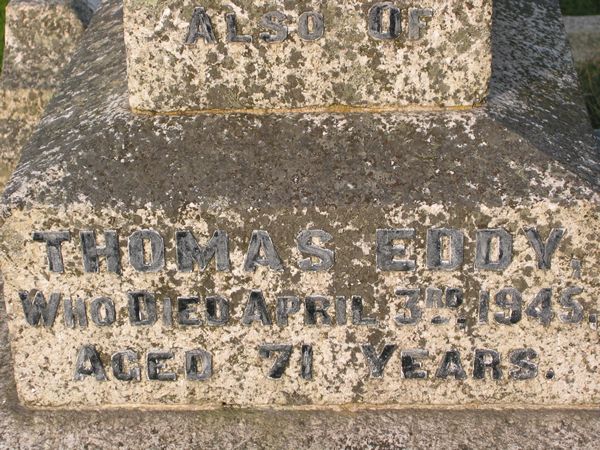 ALSO OF
THOMAS EDDY,
WHO DIED APRIL 3RD 1945.
AGED 71 YEARS.